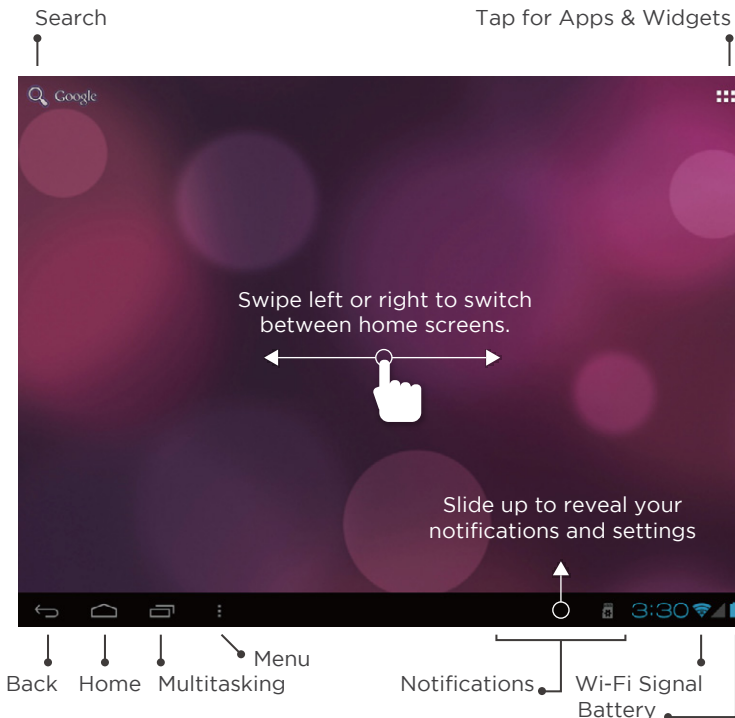 Search
Tap for Apps & Widgets
Google
Swipe left or right to switch
between home screens.
Slide up to reveal your
notifications and settings
3:30
Menu
Back Home Multitasking
Notifications
Wi-Fi Signal
Battery